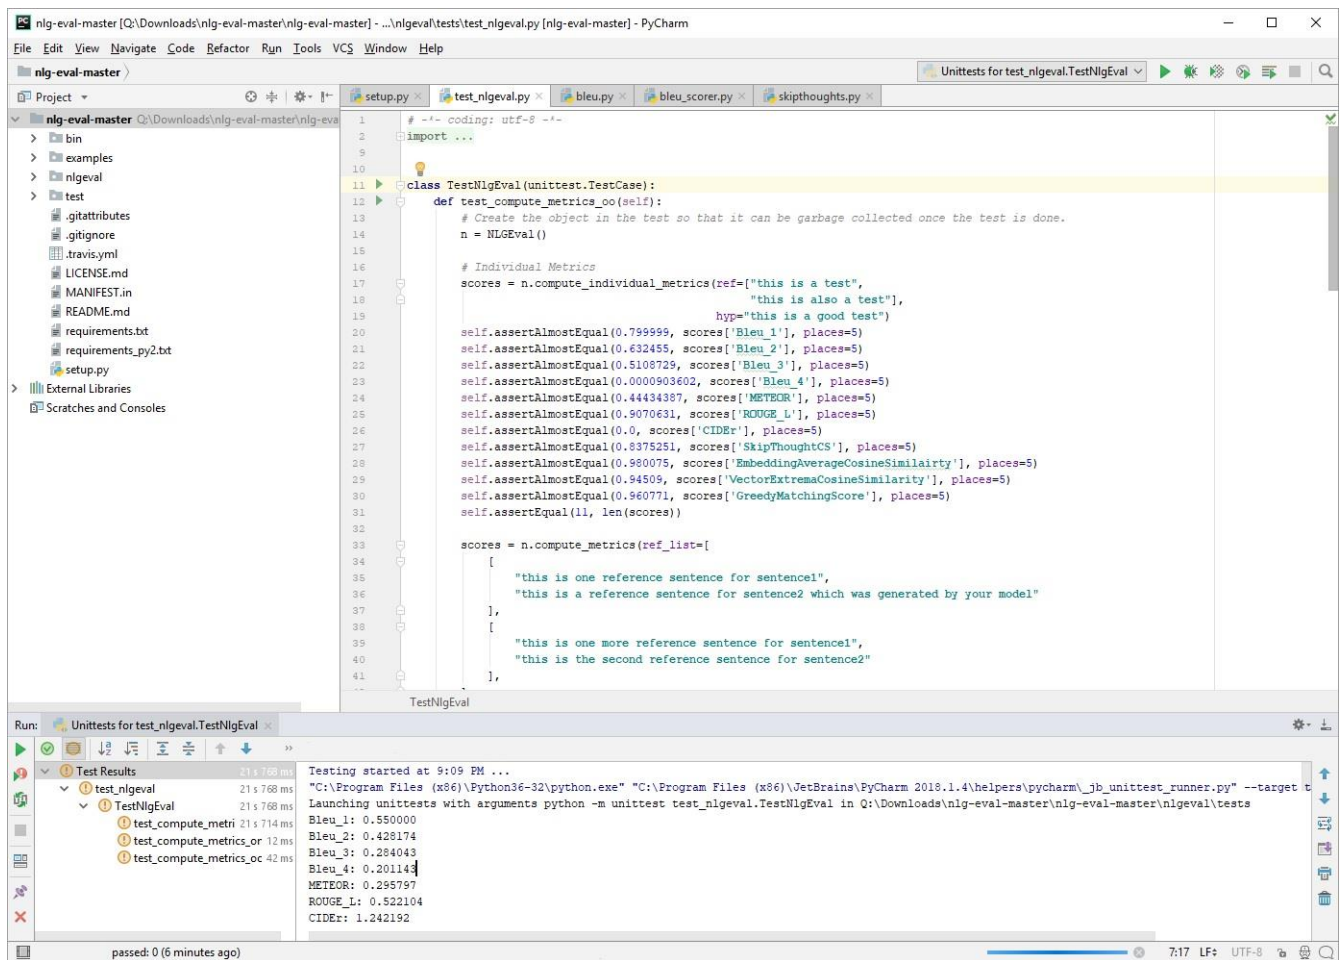 nlg-eval-master [Q:\Downloads\nlg-eval-master\nlg-eval-master] - ...\nlgeval\tests\test_nlgeval.py [nlg-eval-master] - PyCharm
File Edit View Navigate Code Refactor Run Tools VCS Window Help
nlg-eval-master
Unittests for test_nlgeval.TestNlgEval
Project
setup.py
test_nlgeval.py
bleu.py
bleu_scorer.py
skipthoughts.py
nlg-eval-master Q:\Downloads\nlg-eval-master\nlg-eva
bin
examples
nlgeval
test
.gitattributes
.gitignore
.travis.yml
LICENSE.md
MANIFEST.in
README.md
requirements.txt
requirements_py2.txt
setup.py
External Libraries
Scratches and Consoles
1 # -*- coding: utf-8 -*-
2 import ...
9
10
11 class TestNlgEval(unittest.TestCase):
12 def test_compute_metrics_oo(self):
13 # Create the object in the test so that it can be garbage collected once the test is done.
14 n = NLGEval()
15
16 # Individual Metrics
17 scores = n.compute_individual_metrics(ref=["this is a test",
18 "this is also a test"],
19 hyp="this is a good test")
20 self.assertAlmostEqual(0.799999, scores['Bleu_1'], places=5)
21 self.assertAlmostEqual(0.632455, scores['Bleu_2'], places=5)
22 self.assertAlmostEqual(0.5108729, scores['Bleu_3'], places=5)
23 self.assertAlmostEqual(0.0000903602, scores['Bleu_4'], places=5)
24 self.assertAlmostEqual(0.44434387, scores['METEOR'], places=5)
25 self.assertAlmostEqual(0.9070631, scores['ROUGE_L'], places=5)
26 self.assertAlmostEqual(0.0, scores['CIDEr'], places=5)
27 self.assertAlmostEqual(0.8375251, scores['SkipThoughtCS'], places=5)
28 self.assertAlmostEqual(0.980075, scores['EmbeddingAverageCosineSimilairty'], places=5)
29 self.assertAlmostEqual(0.94509, scores['VectorExtremaCosineSimilarity'], places=5)
30 self.assertAlmostEqual(0.960771, scores['GreedyMatchingScore'], places=5)
31 self.assertEqual(11, len(scores))
32
33 scores = n.compute_metrics(ref_list=[
34 [
35 "this is one reference sentence for sentence1",
36 "this is a reference sentence for sentence2 which was generated by your model"
37 ],
38 [
39 "this is one more reference sentence for sentence1",
40 "this is the second reference sentence for sentence2"
41 ],
TestNlgEval
Run: Unittests for test_nlgeval.TestNlgEval
Test Results 21 s 768 ms
test_nlgeval 21 s 768 ms
TestNlgEval 21 s 768 ms
test_compute_metri 21 s 714 ms
test_compute_metrics_or 12 ms
test_compute_metrics_oc 42 ms
Testing started at 9:09 PM ...
"C:\Program Files (x86)\Python36-32\python.exe" "C:\Program Files (x86)\JetBrains\PyCharm 2018.1.4\helpers\pycharm\_jb_unittest_runner.py" --target t
Launching unittests with arguments python -m unittest test_nlgeval.TestNlgEval in Q:\Downloads\nlg-eval-master\nlg-eval-master\nlgeval\tests
Bleu_1: 0.550000
Bleu_2: 0.428174
Bleu_3: 0.284043
Bleu_4: 0.201143
METEOR: 0.295797
ROUGE_L: 0.522104
CIDEr: 1.242192
passed: 0 (6 minutes ago)
7:17 LF UTF-8